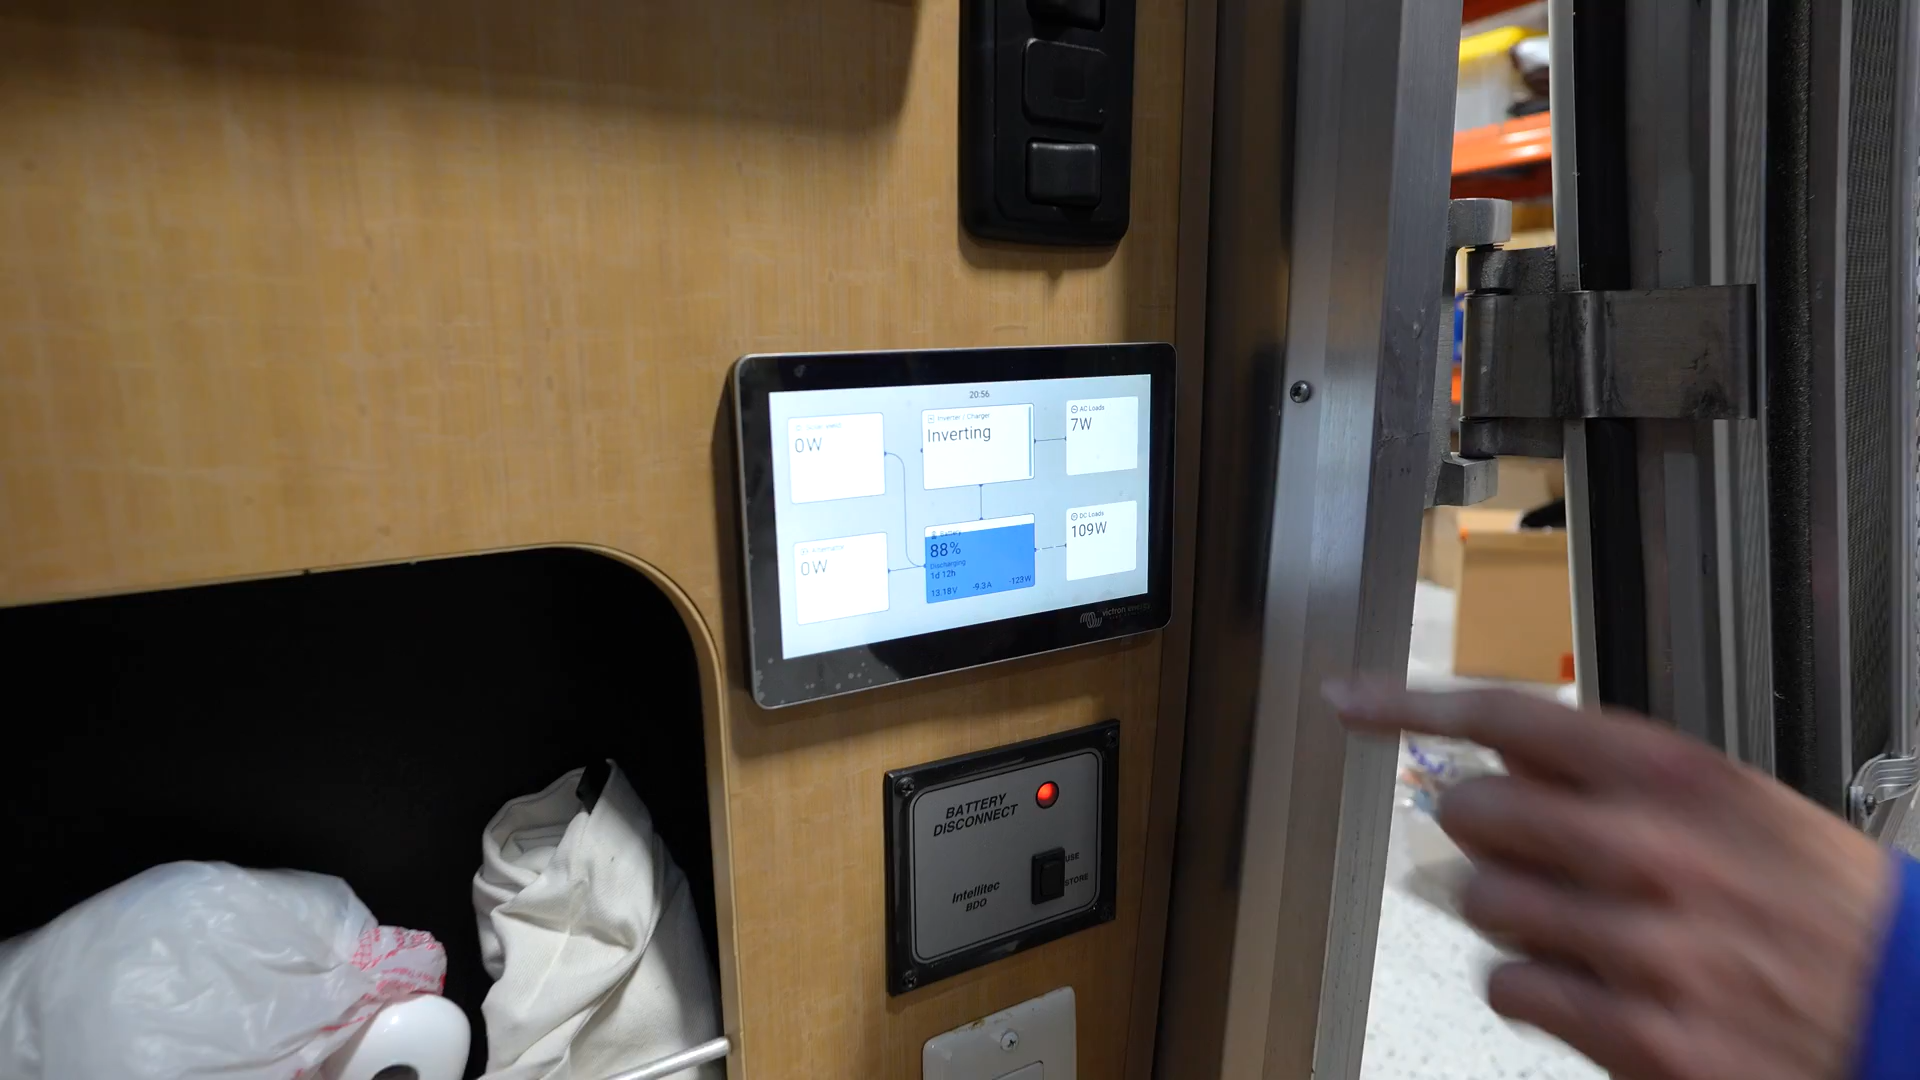 20:56
0W
Inverter / Charger
Inverting
AC Loads
7W
0W
Battery
88%
Discharging
1d 12h
13.18V -9.3A -123W
DC Loads
109W
victron energy
BATTERY
DISCONNECT
USE
STORE
Intellitec
BDO